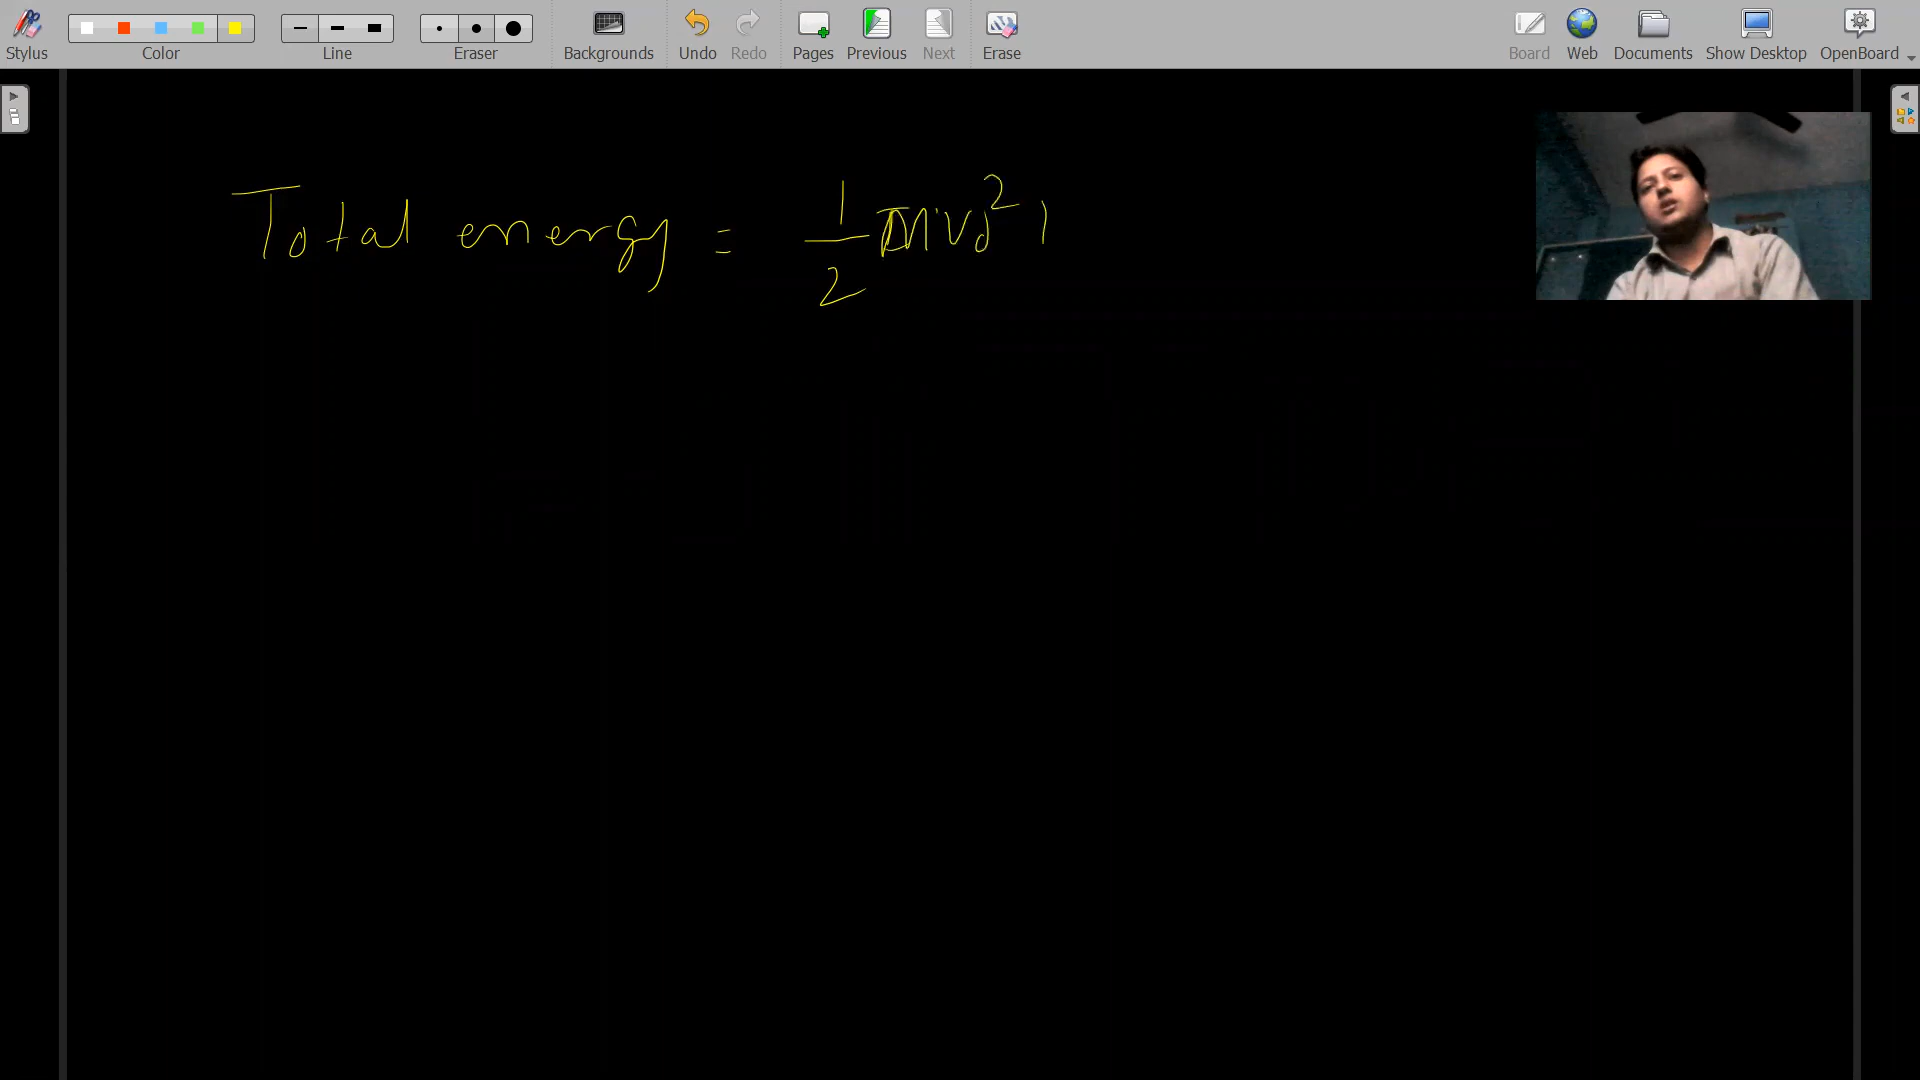 Stylus Color Line Eraser Backgrounds Undo Redo Pages Previous Next Erase Board Web Documents Show Desktop OpenBoard
Total energy = 1/2 mv₀² |